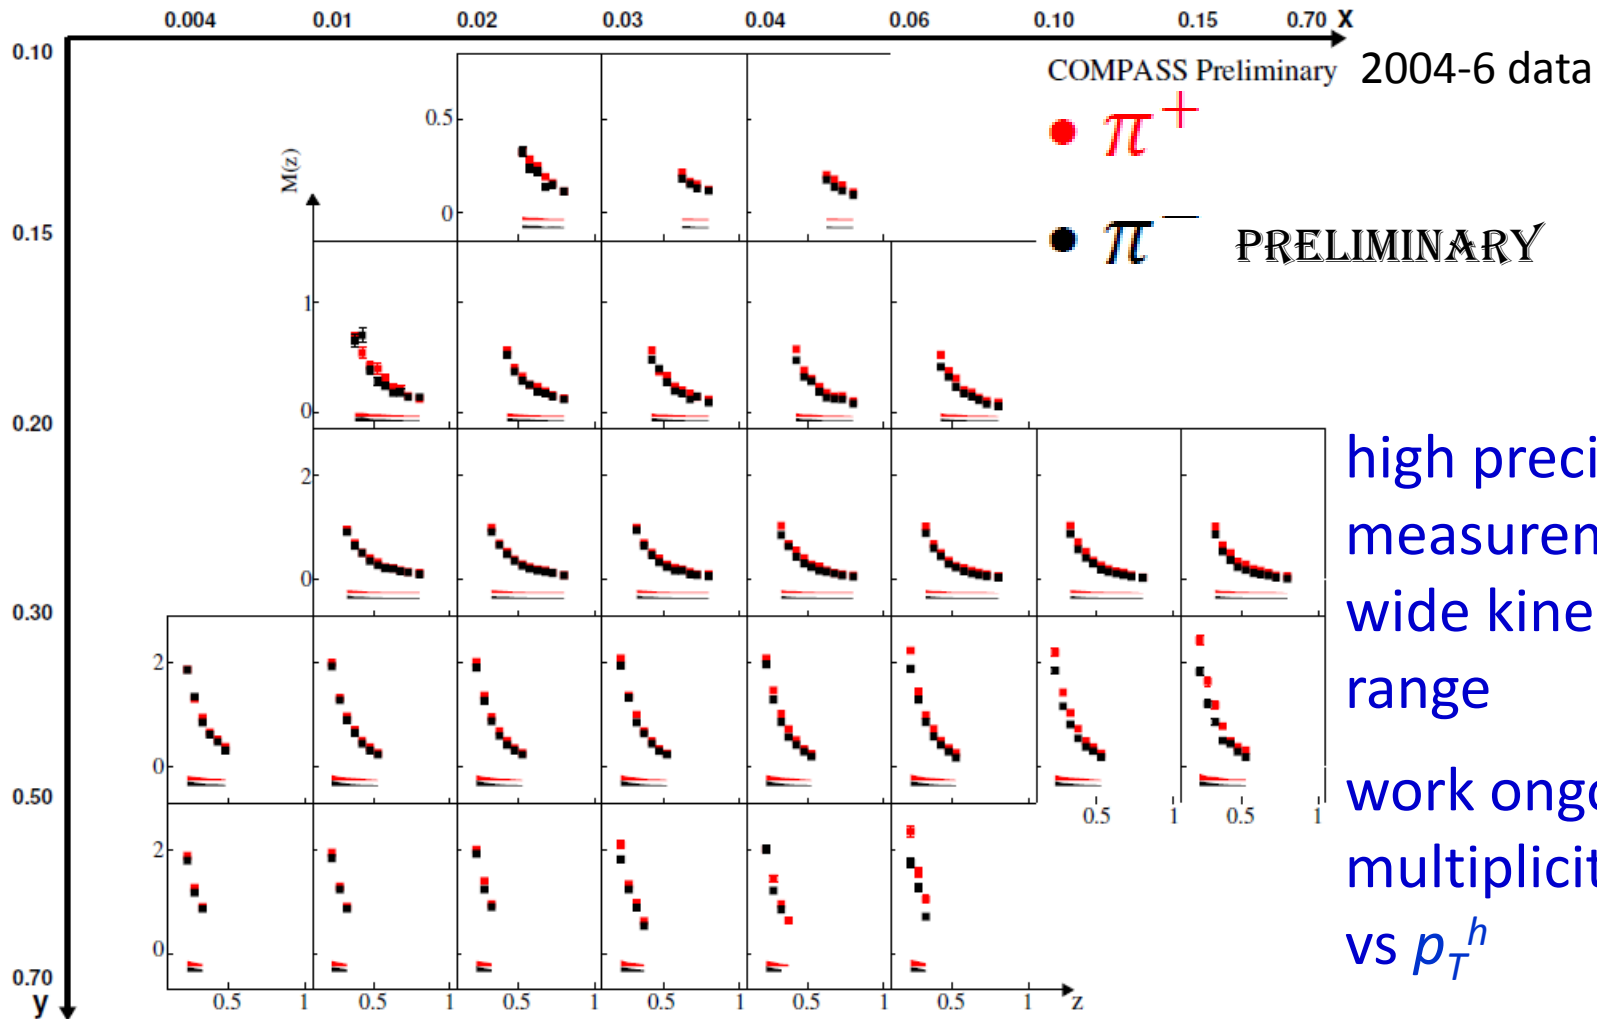 0.004 0.01 0.02 0.03 0.04 0.06 0.10 0.15 0.70 x
0.10
COMPASS Preliminary 2004-6 data
0.5
π+
M(z)
0
0.15
π− PRELIMINARY
1
0
0.20
2
high preci
measuren
0
wide kine
0.30
2
range
0
0.50
work ongo
0.5 1 0.5 1
2
multiplicit
0
vs pTh
0.70
y
0.5 1 0.5 1 0.5 1 0.5 1 0.5 1 0.5 1 z